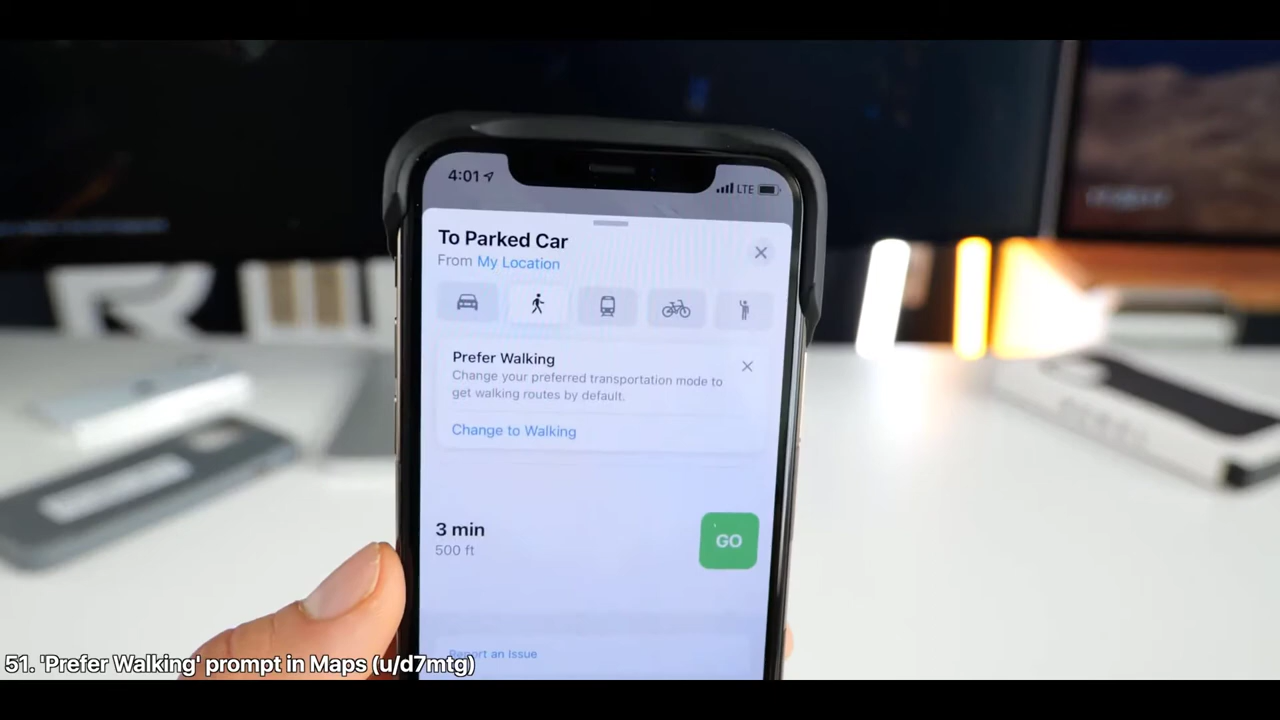 4:01
LTE
To Parked Car
From My Location
Prefer Walking
Change your preferred transportation mode to
get walking routes by default.
Change to Walking
3 min
500 ft
GO
Report an Issue
51. 'Prefer Walking' prompt in Maps (u/d7mtg)